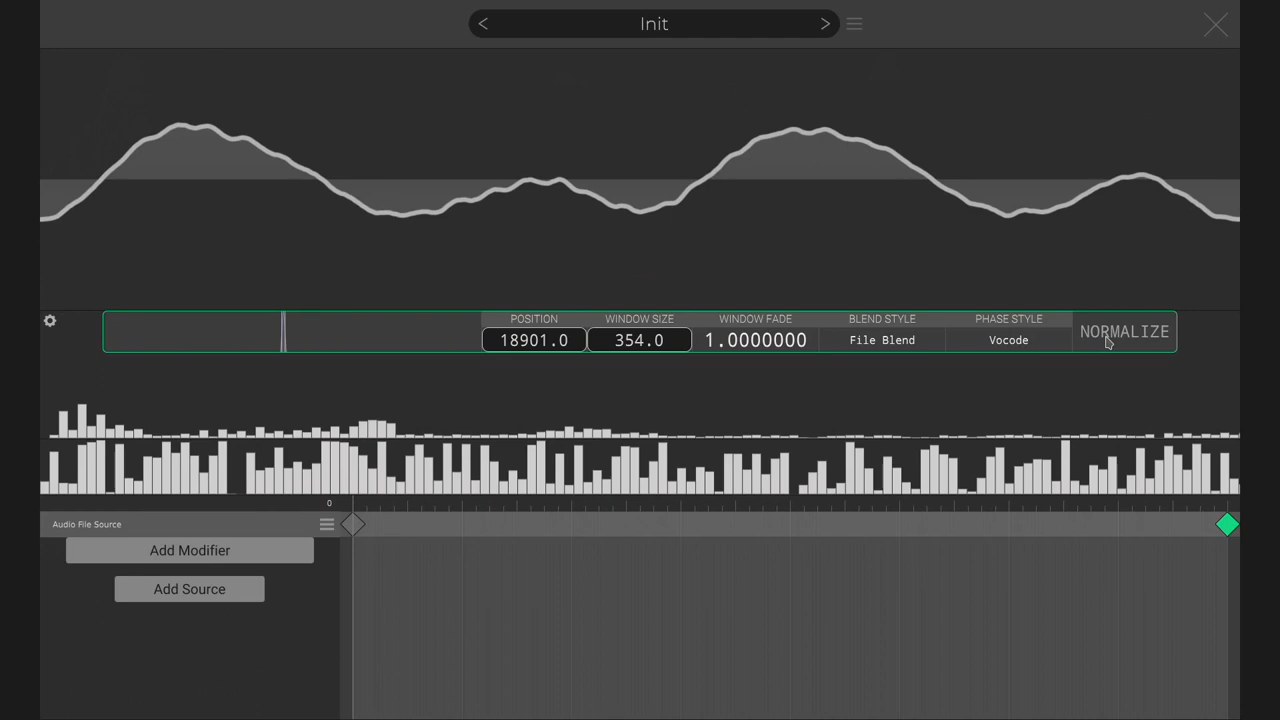 Init
POSITION WINDOW SIZE WINDOW FADE BLEND STYLE PHASE STYLE
18901.0 354.0 1.0000000 File Blend Vocode NORMALIZE
0
Audio File Source
Add Modifier
Add Source